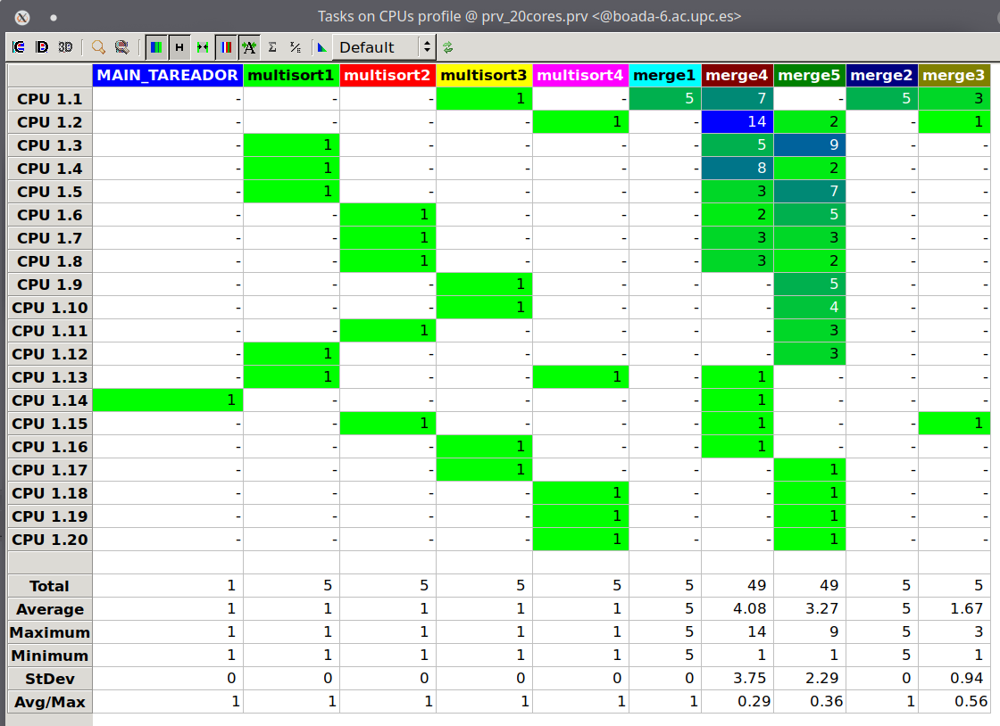 Tasks on CPUs profile @ prv_20cores.prv <@boada-6.ac.upc.es>
3D H Σ Default
MAIN_TAREADOR multisort1 multisort2 multisort3 multisort4 merge1 merge4 merge5 merge2 merge3
CPU 1.1 - - - 1 - 5 7 - 5 3
CPU 1.2 - - - - 1 - 14 2 - 1
CPU 1.3 - 1 - - - - 5 9 - -
CPU 1.4 - 1 - - - - 8 2 - -
CPU 1.5 - 1 - - - - 3 7 - -
CPU 1.6 - - 1 - - - 2 5 - -
CPU 1.7 - - 1 - - - 3 3 - -
CPU 1.8 - - 1 - - - 3 2 - -
CPU 1.9 - - - 1 - - - 5 - -
CPU 1.10 - - - 1 - - - 4 - -
CPU 1.11 - - 1 - - - - 3 - -
CPU 1.12 - 1 - - - - - 3 - -
CPU 1.13 - 1 - - 1 - 1 - - -
CPU 1.14 1 - - - - - 1 - - -
CPU 1.15 - - 1 - - - 1 - - 1
CPU 1.16 - - - 1 - - 1 - - -
CPU 1.17 - - - 1 - - - 1 - -
CPU 1.18 - - - - 1 - - 1 - -
CPU 1.19 - - - - 1 - - 1 - -
CPU 1.20 - - - - 1 - - 1 - -
Total 1 5 5 5 5 5 49 49 5 5
Average 1 1 1 1 1 5 4.08 3.27 5 1.67
Maximum 1 1 1 1 1 5 14 9 5 3
Minimum 1 1 1 1 1 5 1 1 5 1
StDev 0 0 0 0 0 0 3.75 2.29 0 0.94
Avg/Max 1 1 1 1 1 1 0.29 0.36 1 0.56